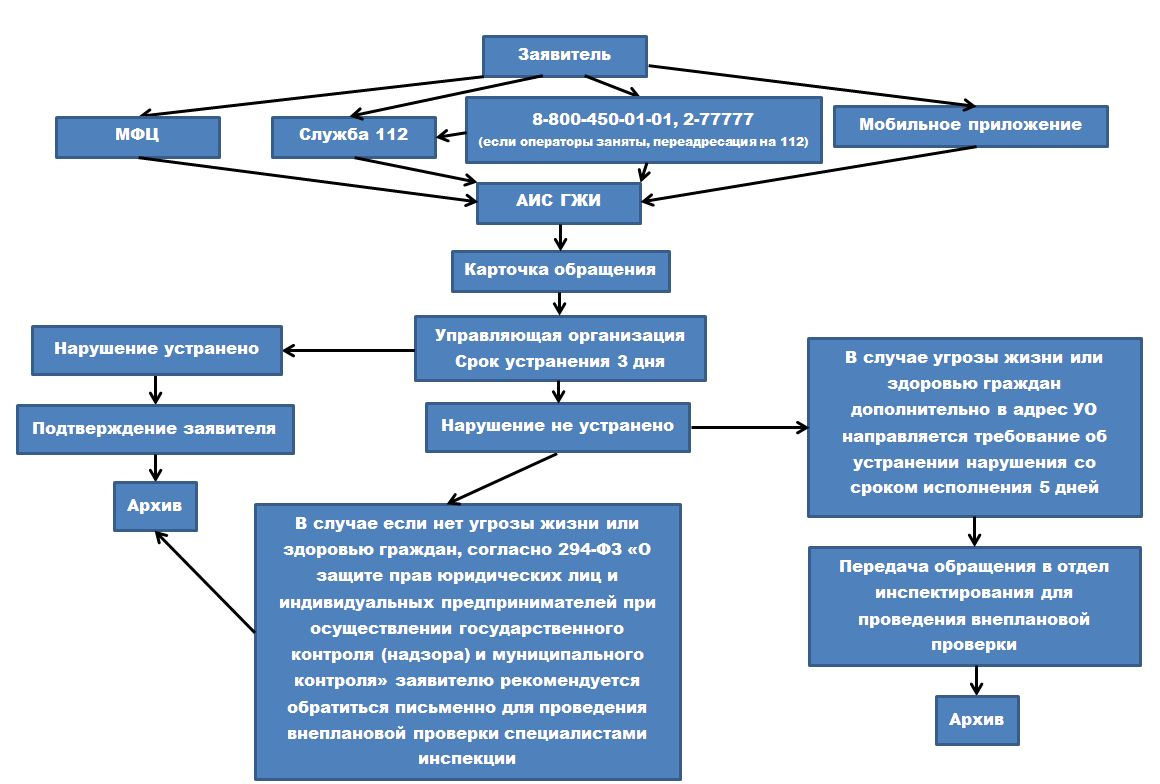 Заявитель
МФЦ
Служба 112
8-800-450-01-01, 2-77777
(если операторы заняты, переадресация на 112)
Мобильное приложение
АИС ГЖИ
Карточка обращения
Управляющая организация
Срок устранения 3 дня
Нарушение устранено
Подтверждение заявителя
Архив
Нарушение не устранено
В случае если нет угрозы жизни или
здоровью граждан, согласно 294-ФЗ «О
защите прав юридических лиц и
индивидуальных предпринимателей при
осуществлении государственного
контроля (надзора) и муниципального
контроля» заявителю рекомендуется
обратиться письменно для проведения
внеплановой проверки специалистами
инспекции
В случае угрозы жизни или
здоровью граждан
дополнительно в адрес УО
направляется требование об
устранении нарушения со
сроком исполнения 5 дней
Передача обращения в отдел
инспектирования для
проведения внеплановой
проверки
Архив